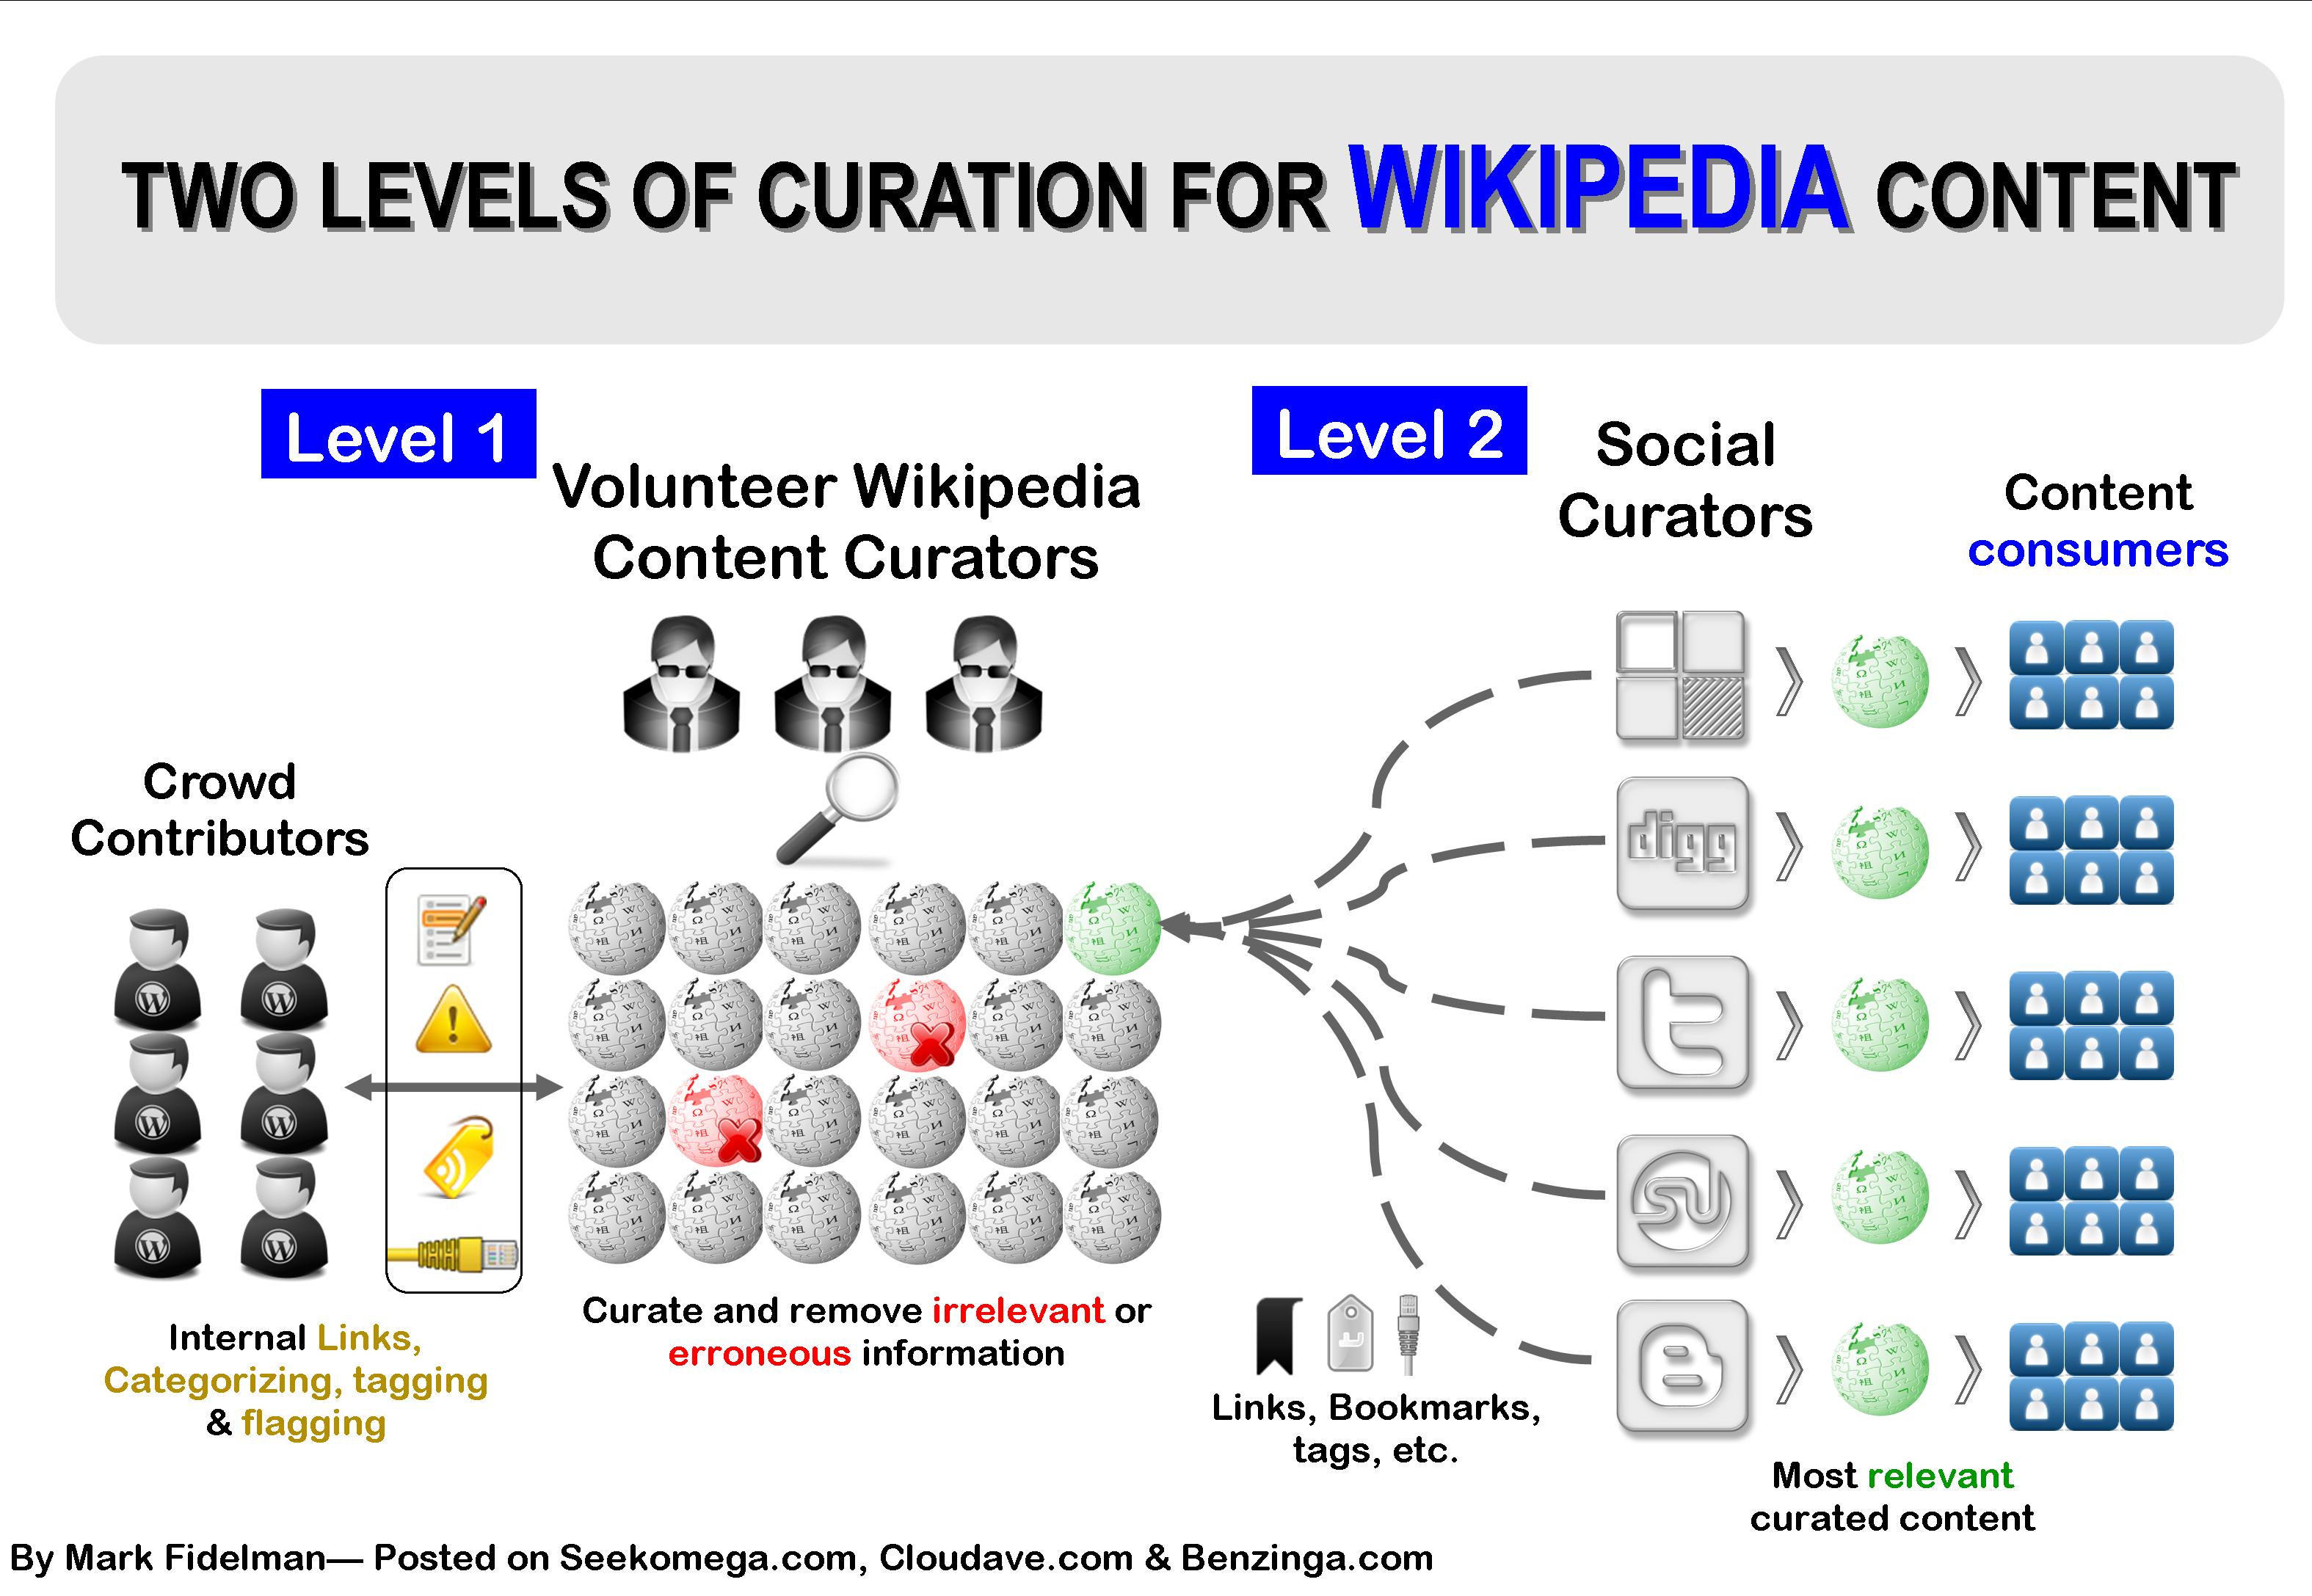 TWO LEVELS OF CURATION FOR WIKIPEDIA CONTENT
Level 1
Volunteer Wikipedia
Content Curators
Level 2
Social
Curators
Content
consumers
Crowd
Contributors
digg
Internal Links,
Categorizing, tagging
& flagging
Curate and remove irrelevant or
erroneous information
Links, Bookmarks,
tags, etc.
Most relevant
curated content
By Mark Fidelman— Posted on Seekomega.com, Cloudave.com & Benzinga.com